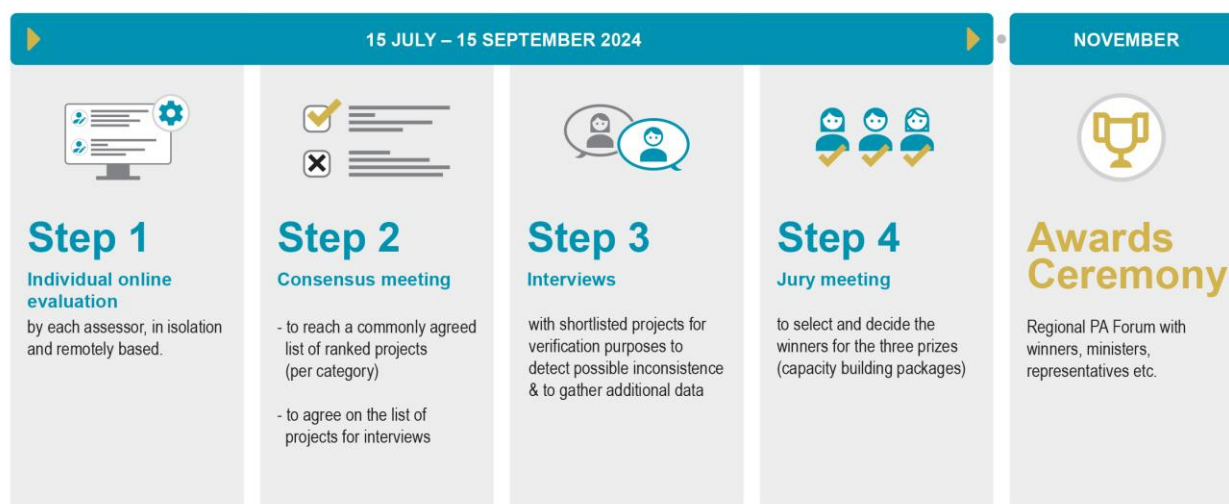 15 JULY – 15 SEPTEMBER 2024
NOVEMBER
Step 1
Individual online
evaluation
by each assessor, in isolation
and remotely based.
Step 2
Consensus meeting
- to reach a commonly agreed
list of ranked projects
(per category)
- to agree on the list of
projects for interviews
Step 3
Interviews
with shortlisted projects for
verification purposes to
detect possible inconsistence
& to gather additional data
Step 4
Jury meeting
to select and decide the
winners for the three prizes
(capacity building packages)
Awards
Ceremony
Regional PA Forum with
winners, ministers,
representatives etc.